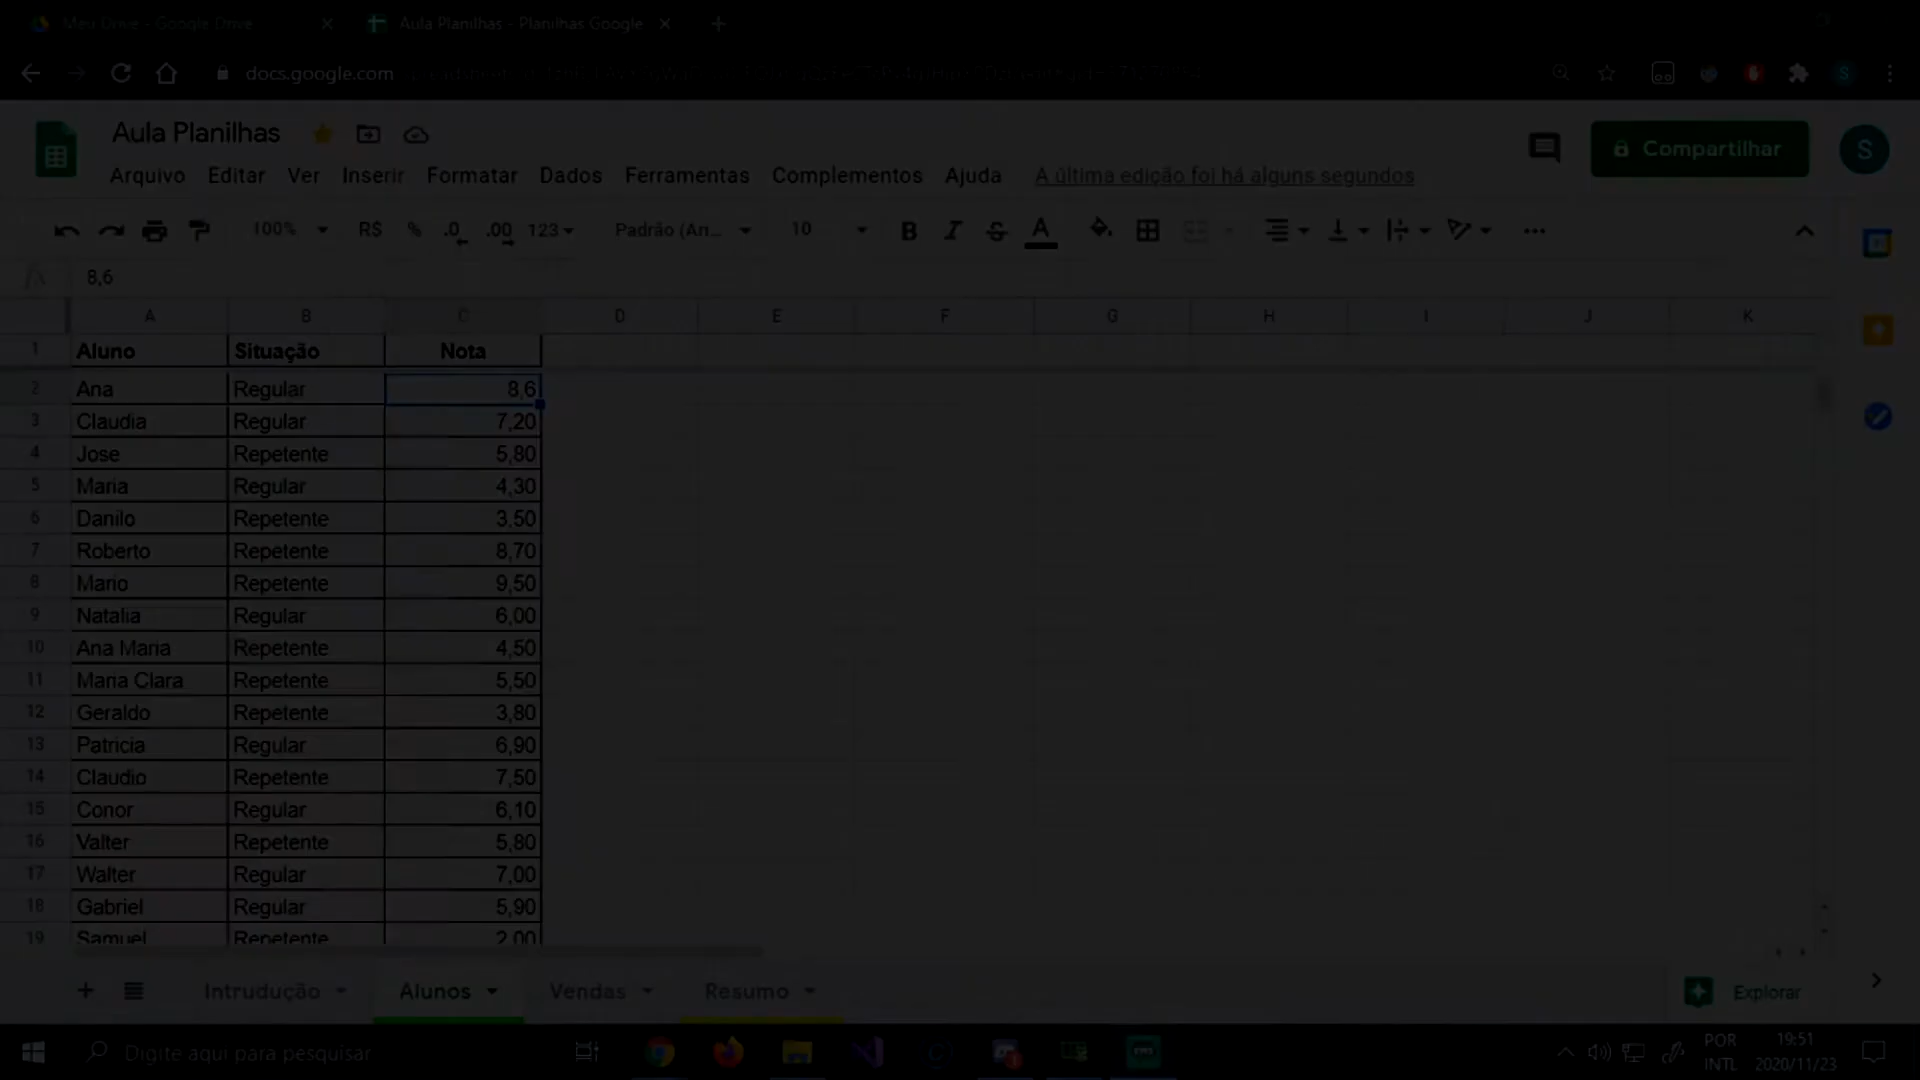 Meu Drive - Google Drive
Aula Planilhas - Planilhas Google
docs.google.com
Aula Planilhas
Compartilhar
S
Arquivo Editar Ver Inserir Formatar Dados Ferramentas Complementos Ajuda A última edição foi há alguns segundos
100% R$ % .0 .00 123 Padrão (An... 10 B I S A
fx 8,6
A B C D E F G H I J K
1 Aluno Situação Nota
2 Ana Regular 8,6
3 Claudia Regular 7,20
4 Jose Repetente 5,80
5 Maria Regular 4,30
6 Danilo Repetente 3,50
7 Roberto Repetente 8,70
8 Mario Repetente 9,50
9 Natalia Regular 6,00
10 Ana Maria Repetente 4,50
11 Maria Clara Repetente 5,50
12 Geraldo Repetente 3,80
13 Patricia Regular 6,90
14 Claudio Repetente 7,50
15 Conor Regular 6,10
16 Valter Repetente 5,80
17 Walter Regular 7,00
18 Gabriel Regular 5,90
19 Samuel Repetente 2,00
Intrudução Alunos Vendas Resumo Explorar
Digite aqui para pesquisar
POR
INTL
19:51
2020/11/23